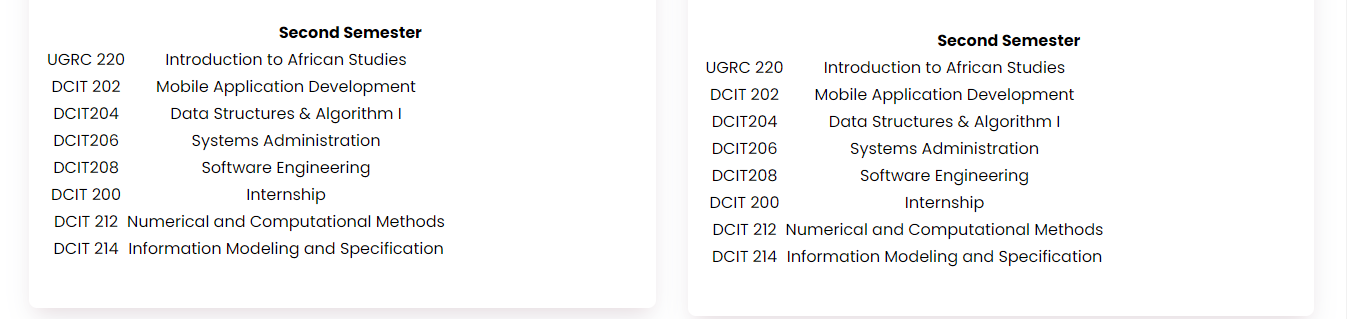 Second Semester
UGRC 220 Introduction to African Studies
DCIT 202 Mobile Application Development
DCIT204 Data Structures & Algorithm I
DCIT206 Systems Administration
DCIT208 Software Engineering
DCIT 200 Internship
DCIT 212 Numerical and Computational Methods
DCIT 214 Information Modeling and Specification
Second Semester
UGRC 220 Introduction to African Studies
DCIT 202 Mobile Application Development
DCIT204 Data Structures & Algorithm I
DCIT206 Systems Administration
DCIT208 Software Engineering
DCIT 200 Internship
DCIT 212 Numerical and Computational Methods
DCIT 214 Information Modeling and Specification